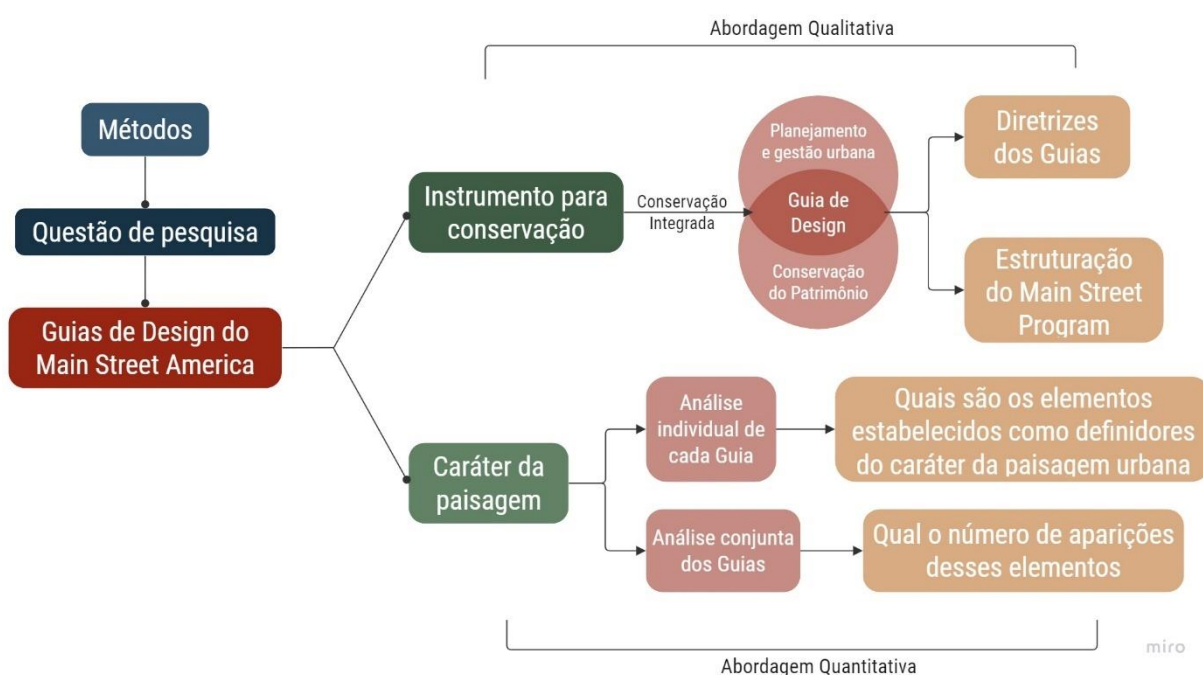 Abordagem Qualitativa
Métodos
Questão de pesquisa
Guias de Design do
Main Street America
Instrumento para
conservação
Conservação
Integrada
Planejamento
e gestão urbana
Guia de
Design
Conservação
do Patrimônio
Diretrizes
dos Guias
Estruturação
do Main Street
Program
Caráter da
paisagem
Análise
individual de
cada Guia
Quais são os elementos
estabelecidos como definidores
do caráter da paisagem urbana
Análise conjunta
dos Guias
Qual o número de aparições
desses elementos
Abordagem Quantitativa
miro